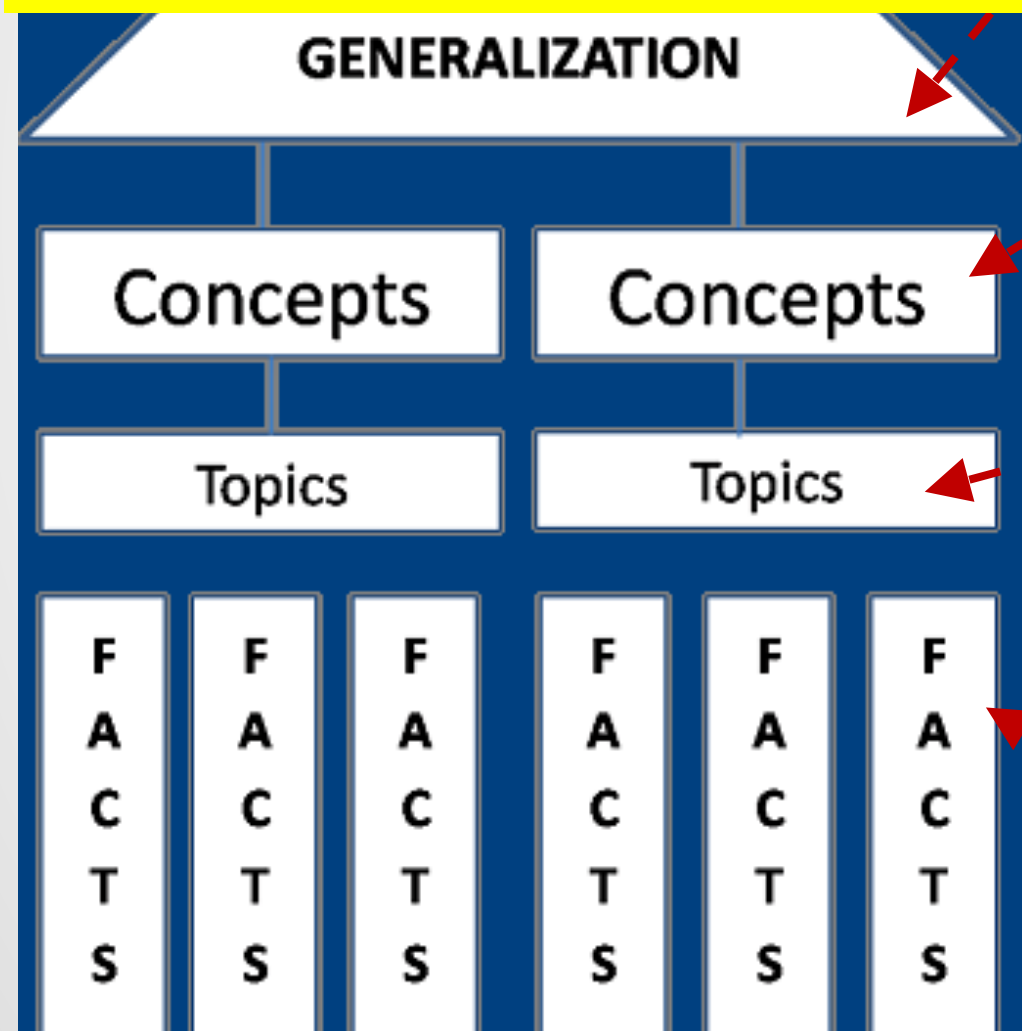 GENERALIZATION
Concepts Concepts
Topics Topics
F F F F F F
A A A A A A
C C C C C C
T T T T T T
S S S S S S